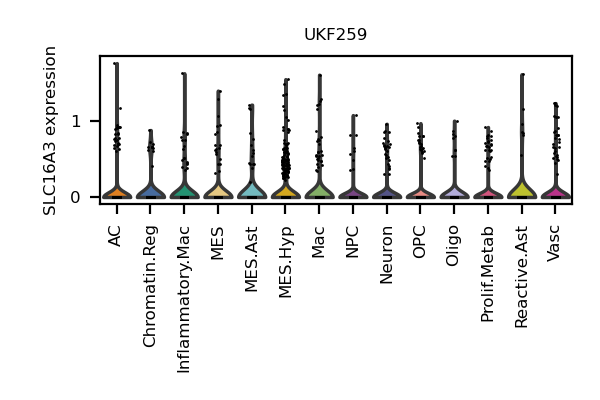 UKF259
SLC16A3 expression
1
0
AC
Chromatin.Reg
Inflammatory.Mac
MES
MES.Ast
MES.Hyp
Mac
NPC
Neuron
OPC
Oligo
Prolif.Metab
Reactive.Ast
Vasc